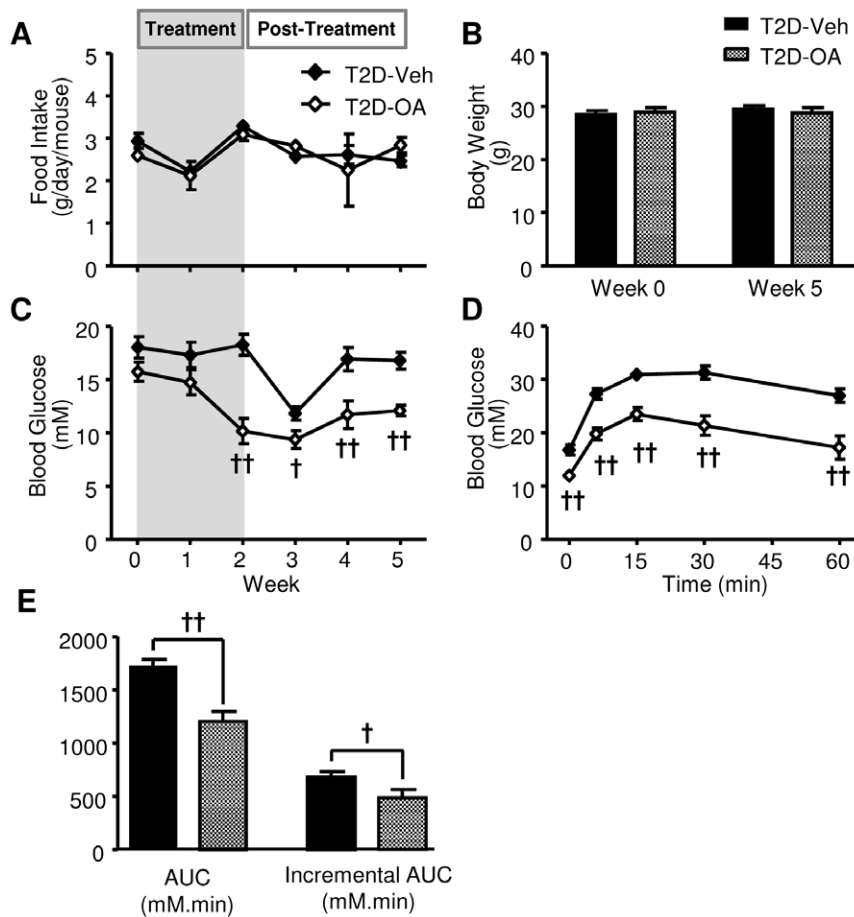 A
Treatment
Post-Treatment
5
4
3
2
1
0
Food Intake
(g/day/mouse)
T2D-Veh
T2D-OA
B
T2D-Veh
T2D-OA
40
30
20
10
0
Body Weight
(g)
Week 0
Week 5
C
20
15
10
5
0
Blood Glucose
(mM)
††
†
††
††
0 1 2 3 4 5
Week
D
40
30
20
10
0
Blood Glucose
(mM)
††
††
††
††
††
0 15 30 45 60
Time (min)
E
2000
1500
1000
500
0
††
†
AUC
(mM.min)
Incremental AUC
(mM.min)